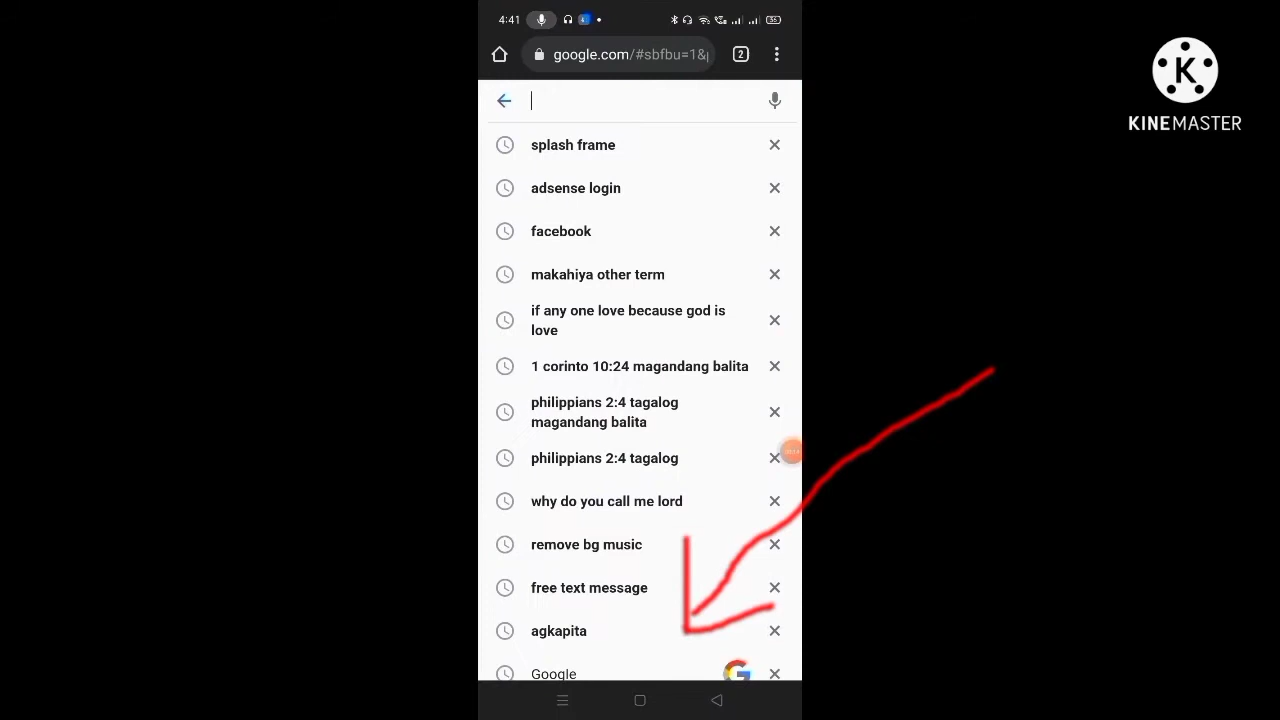 4:41
56
google.com/#sbfbu=1&
2
K
KINEMASTER
splash frame
adsense login
facebook
makahiya other term
if any one love because god is
love
1 corinto 10:24 magandang balita
philippians 2:4 tagalog
magandang balita
philippians 2:4 tagalog
why do you call me lord
remove bg music
free text message
agkapita
Google